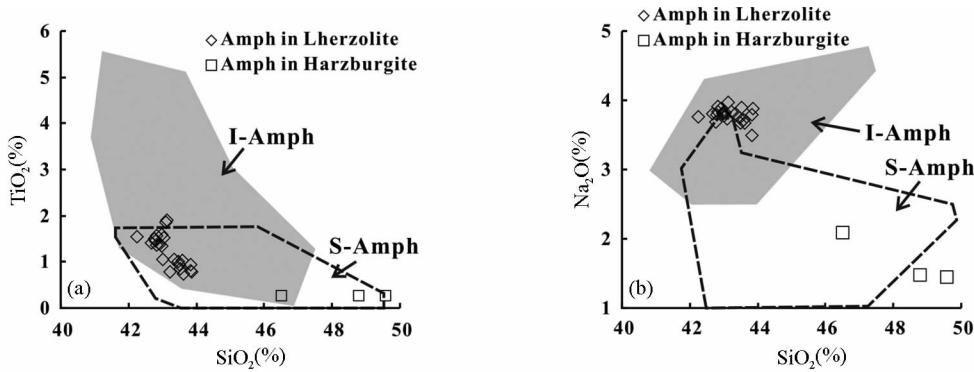 6
5
4
3
2
1
0
TiO₂(%)
◇ Amph in Lherzolite
□ Amph in Harzburgite
I-Amph
S-Amph
(a)
40 42 44 46 48 50
SiO₂(%)
5
4
3
2
1
Na₂O(%)
◇ Amph in Lherzolite
□ Amph in Harzburgite
I-Amph
S-Amph
(b)
40 42 44 46 48 50
SiO₂(%)